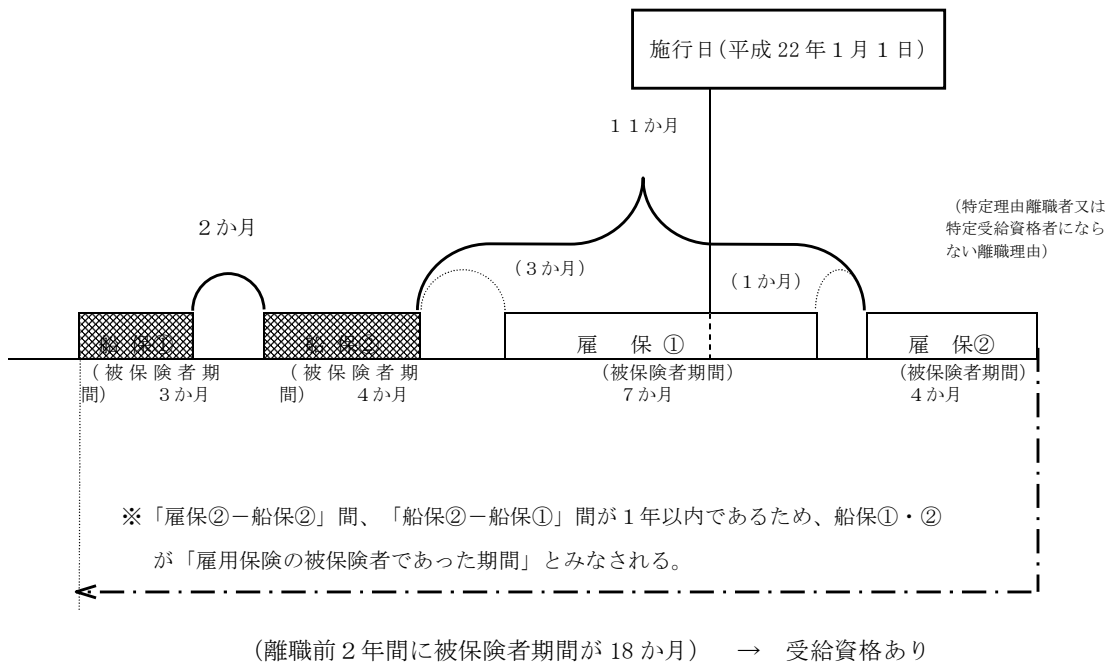 施行日(平成22年1月1日)
11か月
(特定理由離職者又は
特定受給資格者になら
ない離職理由)
2か月
(3か月)
(1か月)
船保①
船保②
雇 保 ①
雇 保②
(被保険者期
間) 3か月
(被保険者期
間) 4か月
(被保険者期間)
7か月
(被保険者期間)
4か月
※「雇保②-船保②」間、「船保②-船保①」間が1年以内であるため、船保①・②
が「雇用保険の被保険者であった期間」とみなされる。
(離職前2年間に被保険者期間が18か月) → 受給資格あり